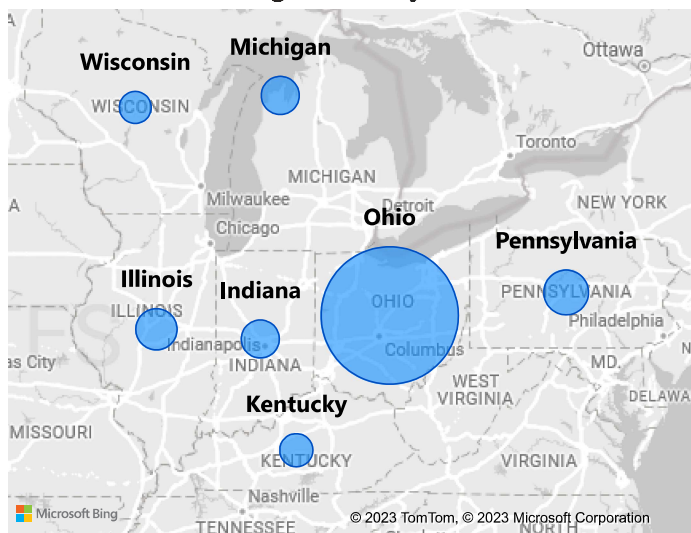 Ottawa
Michigan
Wisconsin
WISCONSIN
Toronto
MICHIGAN
Milwaukee
Detroit
NEW YORK
Ohio
Chicago
Pennsylvania
Illinois
Indiana
PENNSYLVANIA
OHIO
ILLINOIS
Philadelphia
Indianapolis
Columbus
as City
INDIANA
MD.
WEST
VIRGINIA
DELAWA
Kentucky
MISSOURI
KENTUCKY
VIRGINIA
Nashville
Microsoft Bing
© 2023 TomTom, © 2023 Microsoft Corporation
TENNESSEE
NORTH